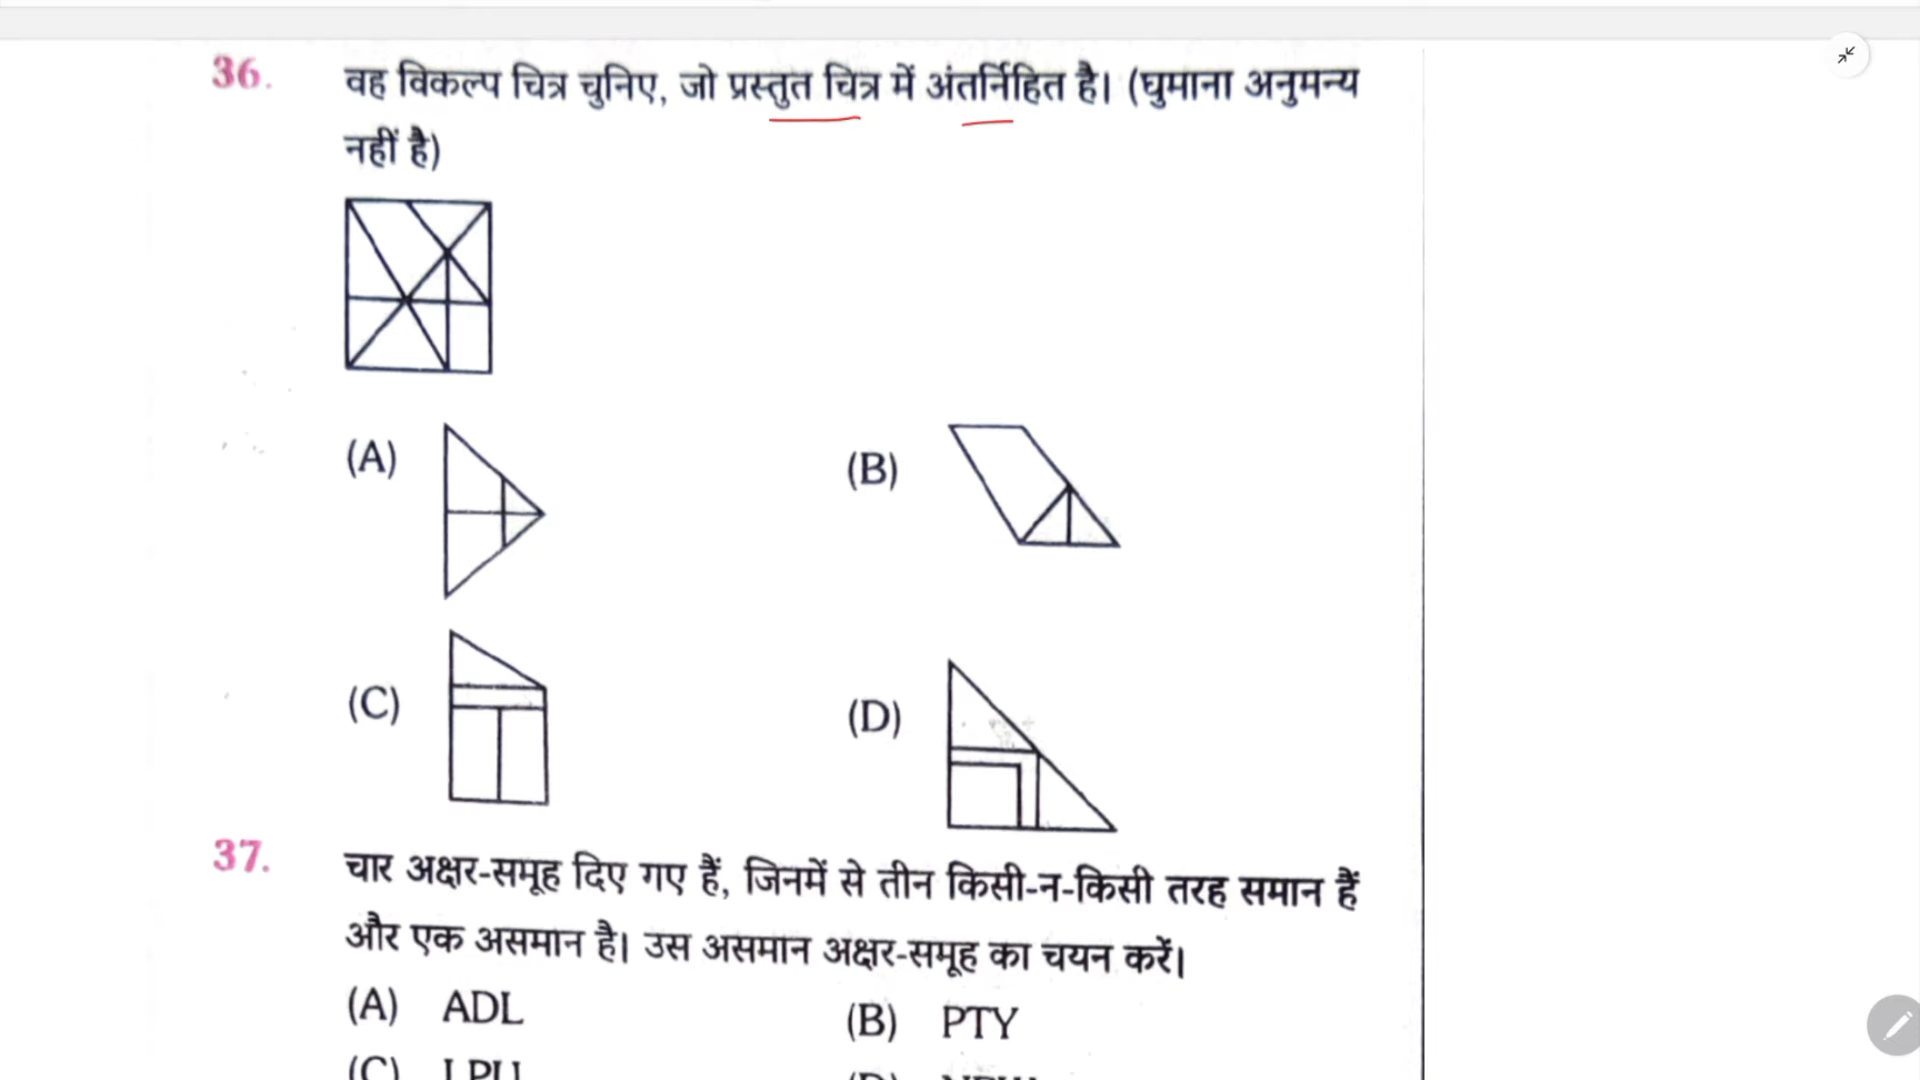 36. वह विकल्प चित्र चुनिए, जो प्रस्तुत चित्र में अंतर्निहित है। (घुमाना अनुमन्य
नहीं है)
(A) (B)
(C) (D)
37. चार अक्षर-समूह दिए गए हैं, जिनमें से तीन किसी-न-किसी तरह समान हैं
और एक असमान है। उस असमान अक्षर-समूह का चयन करें।
(A) ADL (B) PTY
(C) (D)